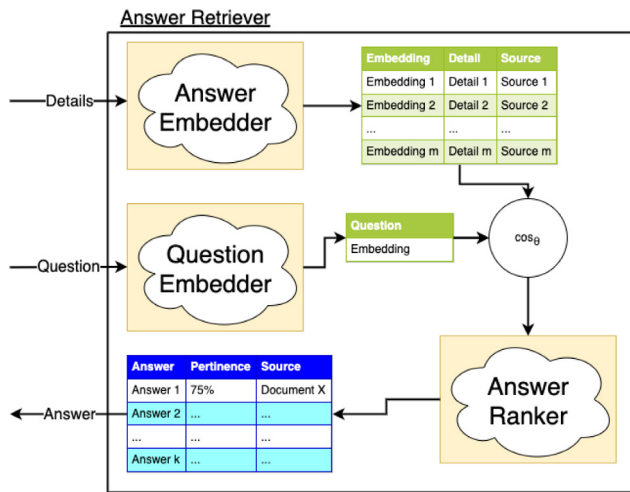 Answer Retriever
Details
Answer
Embedder
Embedding Detail Source
Embedding 1 Detail 1 Source 1
Embedding 2 Detail 2 Source 2
... ... ...
Embedding m Detail m Source m
Question
Question
Embedder
Question
Embedding
cosθ
Answer Pertinence Source
Answer 1 75% Document X
Answer 2 ... ...
... ... ...
Answer k ... ...
Answer
Answer
Ranker